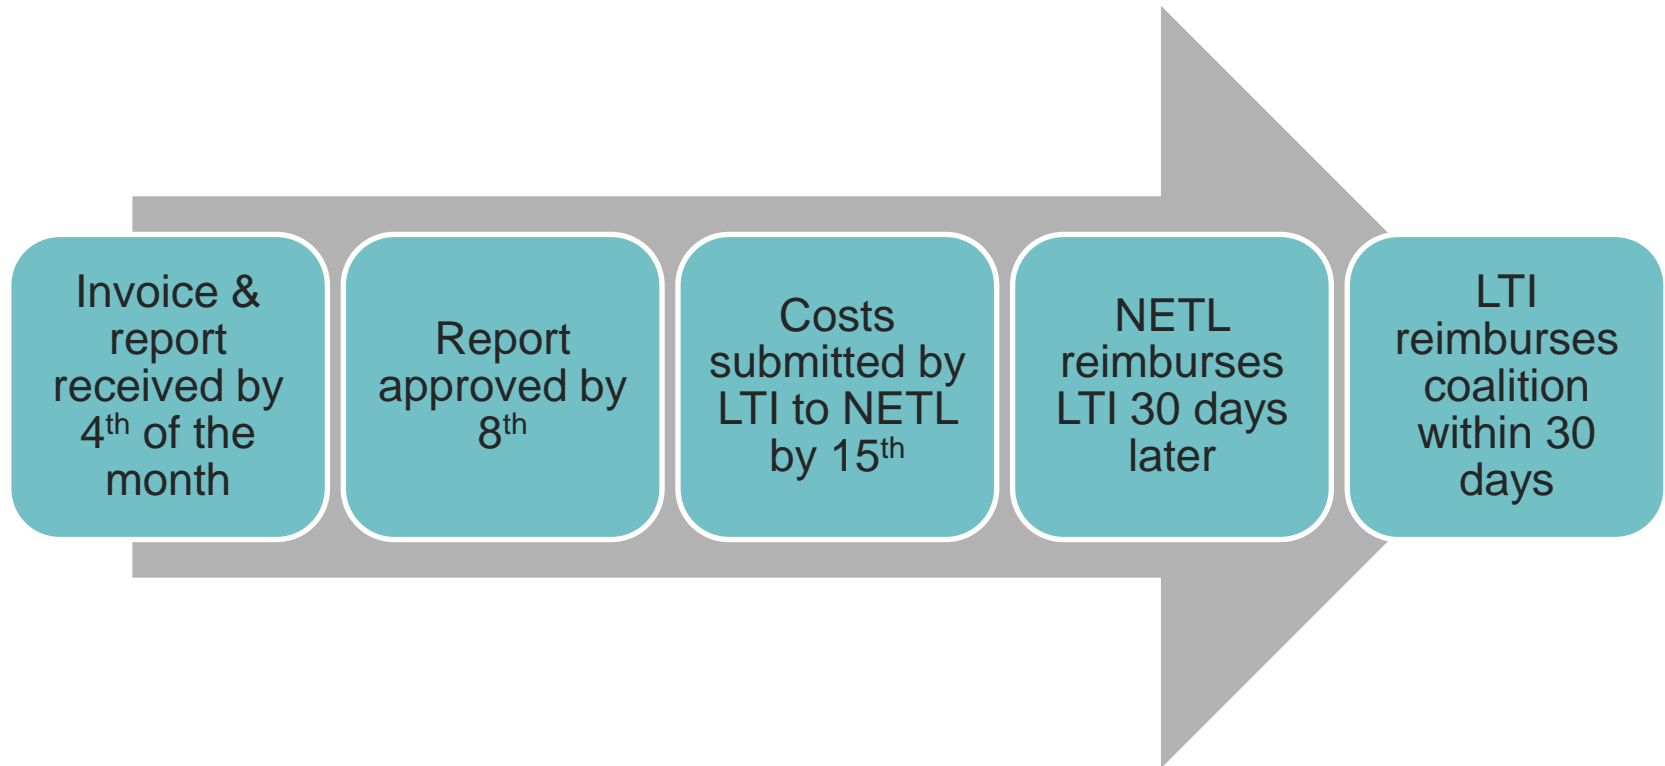 Invoice &
report
received by
4th of the
month
Report
approved by
8th
Costs
submitted by
LTI to NETL
by 15th
NETL
reimburses
LTI 30 days
later
LTI
reimburses
coalition
within 30
days